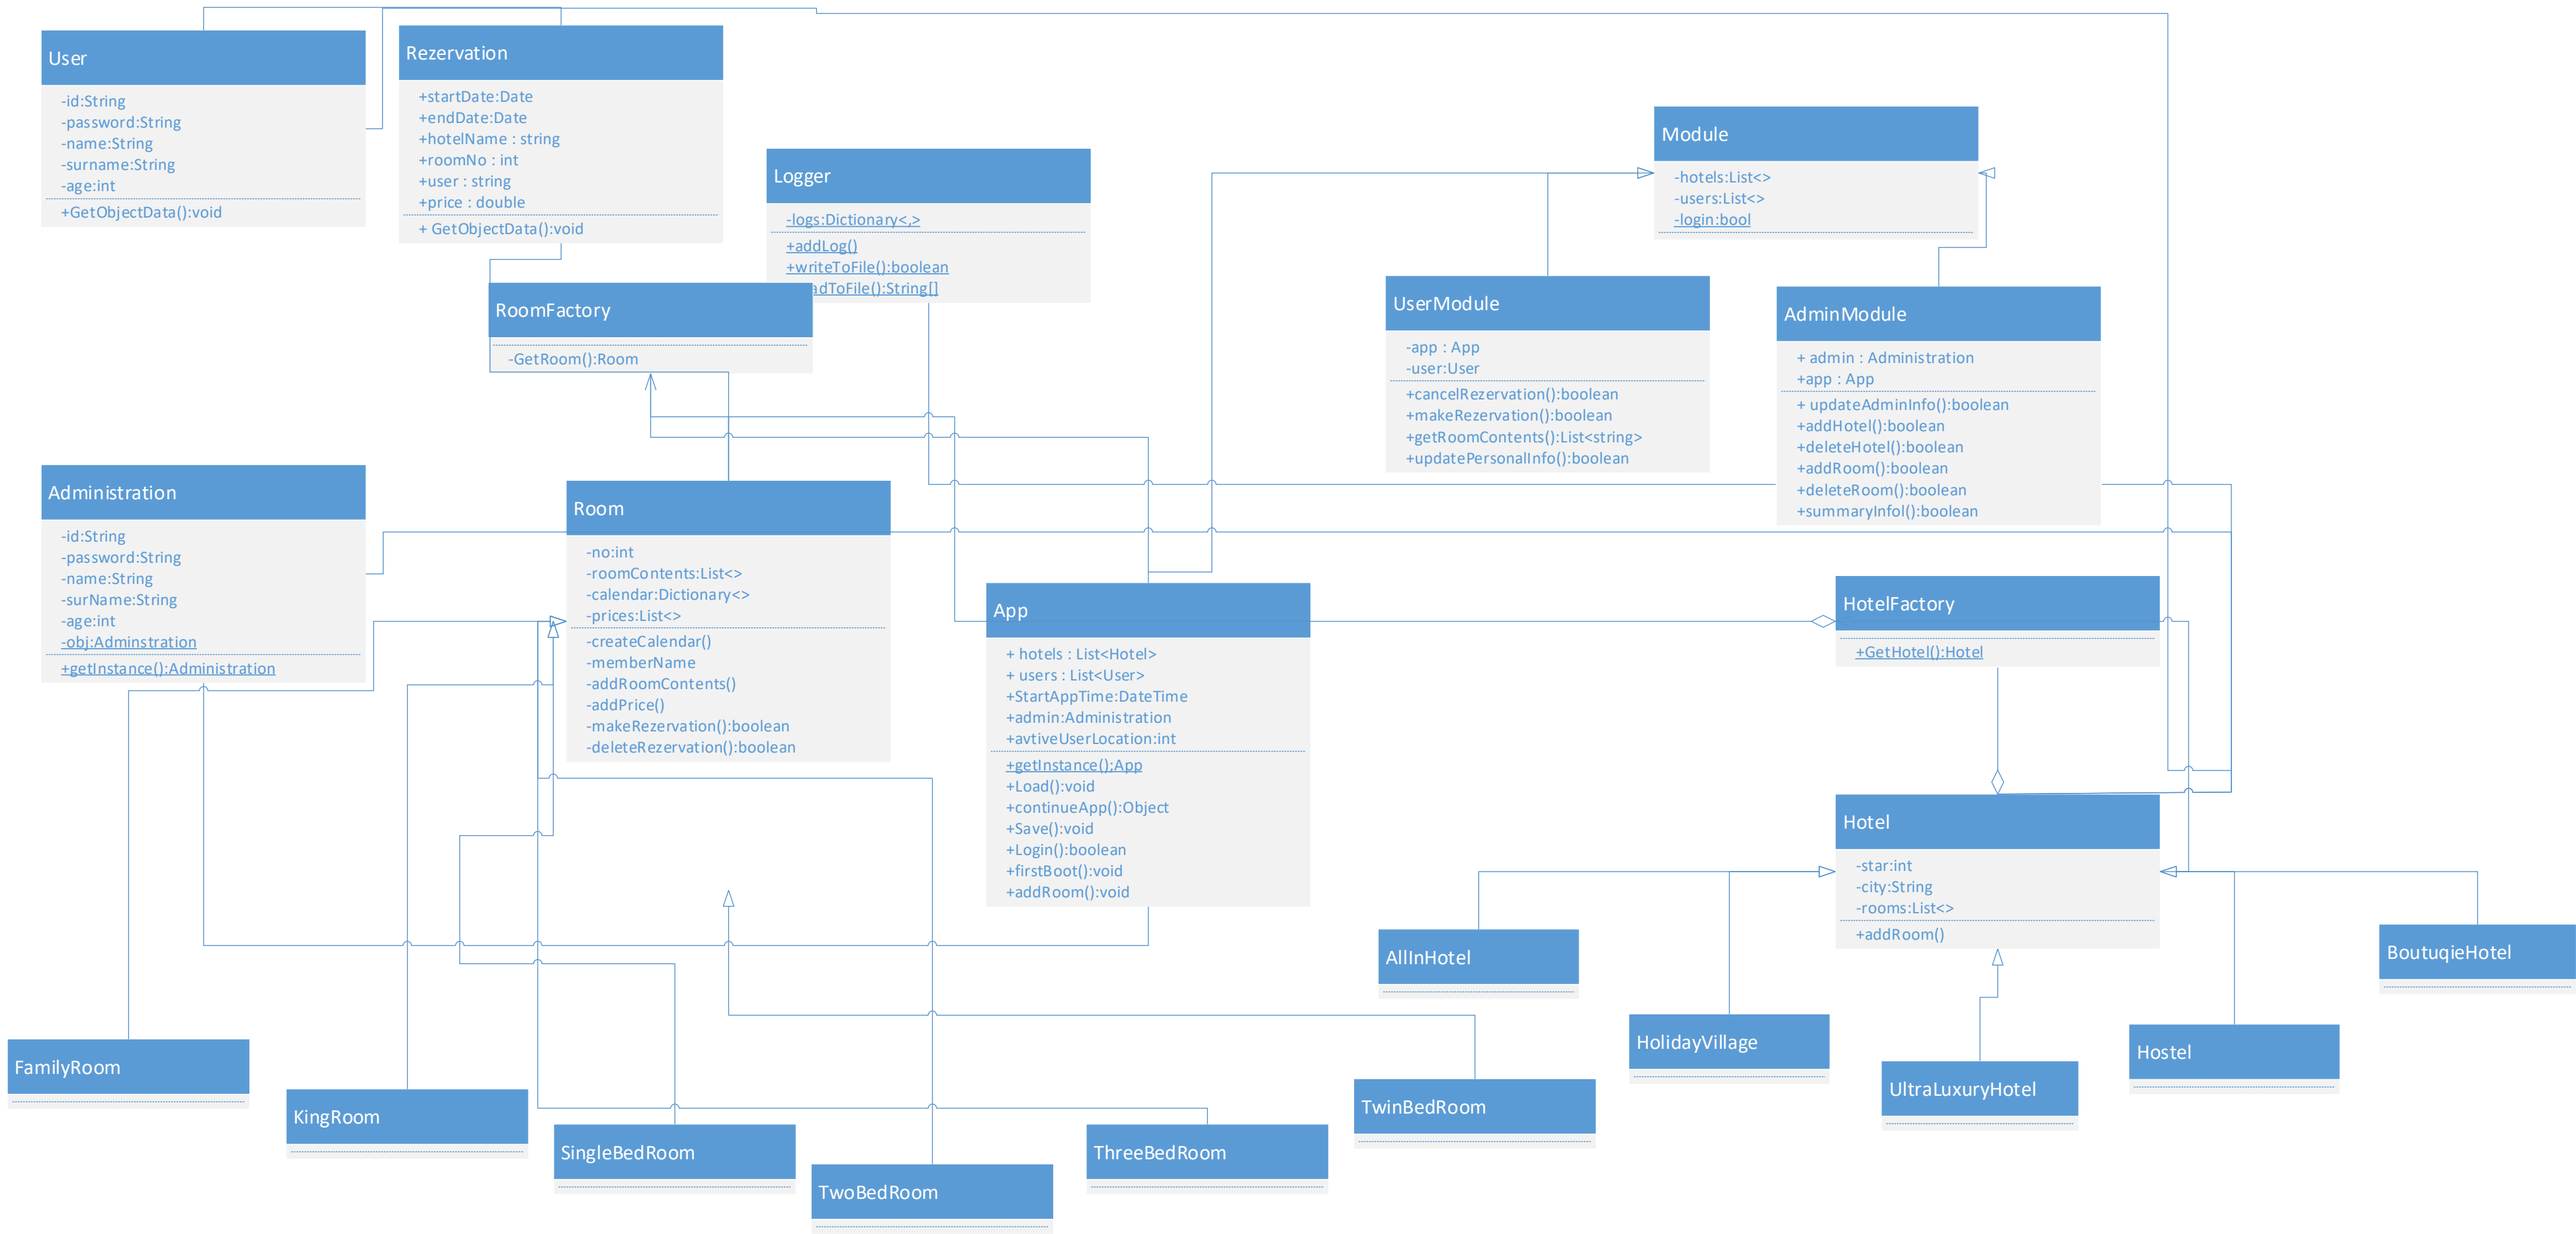 User
-id:String
-password:String
-name:String
-surname:String
-age:int
+GetObjectData():void
Rezervation
+startDate:Date
+endDate:Date
+hotelName : string
+roomNo : int
+user : string
+price : double
+ GetObjectData():void
Logger
-logs:Dictionary<,>
+addLog()
+writeToFile():boolean
adToFile():String[]
RoomFactory
-GetRoom():Room
Module
-hotels:List<>
-users:List<>
-login:bool
UserModule
-app : App
-user:User
+cancelRezervation():boolean
+makeRezervation():boolean
+getRoomContents():List<string>
+updatePersonalInfo():boolean
AdminModule
+ admin : Administration
+app : App
+ updateAdminInfo():boolean
+addHotel():boolean
+deleteHotel():boolean
+addRoom():boolean
+deleteRoom():boolean
+summaryInfol():boolean
Administration
-id:String
-password:String
-name:String
-surName:String
-age:int
-obj:Adminstration
+getInstance():Administration
Room
-no:int
-roomContents:List<>
-calendar:Dictionary<>
-prices:List<>
-createCalendar()
-memberName
-addRoomContents()
-addPrice()
-makeRezervation():boolean
-deleteRezervation():boolean
App
+ hotels : List<Hotel>
+ users : List<User>
+StartAppTime:DateTime
+admin:Administration
+avtiveUserLocation:int
+getInstance();App
+Load():void
+continueApp():Object
+Save():void
+Login():boolean
+firstBoot():void
+addRoom():void
HotelFactory
+GetHotel():Hotel
Hotel
-star:int
-city:String
-rooms:List<>
+addRoom()
AllInHotel
BoutuqieHotel
HolidayVillage
Hostel
UltraLuxuryHotel
FamilyRoom
KingRoom
SingleBedRoom
TwoBedRoom
ThreeBedRoom
TwinBedRoom